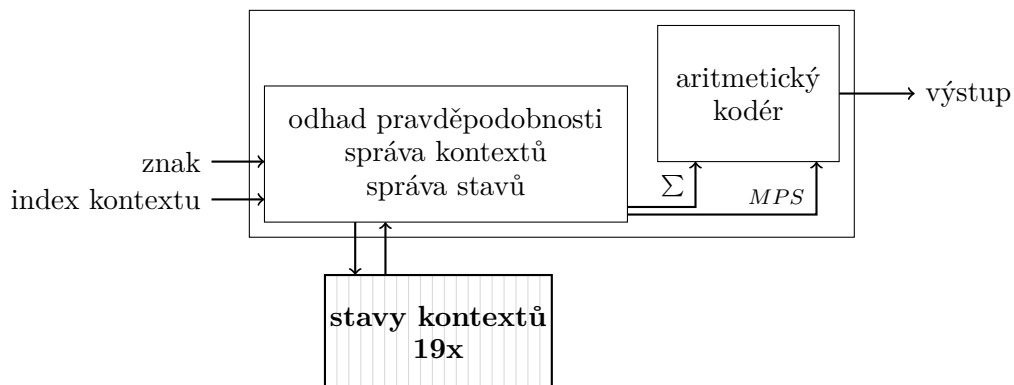 aritmetický
kodér
výstup
odhad pravděpodobnosti
správa kontextů
správa stavů
znak
index kontextu
∑
MPS
stavy kontextů
19x